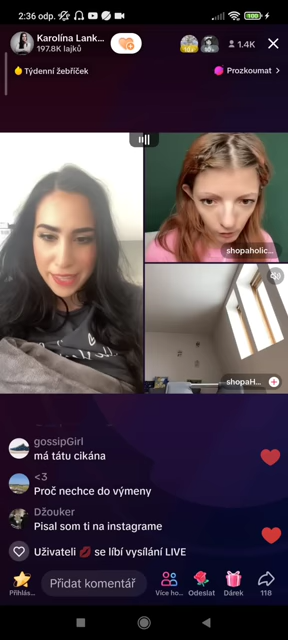 2:36 odp.
Karolína Lank...
197.8K lajků
1.4K
Týdenní žebříček
Prozkoumat >
shopaholic...
shopaH...
gossipGirl
má tátu cikána
<3
Proč nechce do výmeny
Džouker
Pisal som ti na instagrame
Uživateli 💋 se líbí vysílání LIVE
Přihlás...
Přidat komentář
Více ho...
Odeslat
Dárek
118